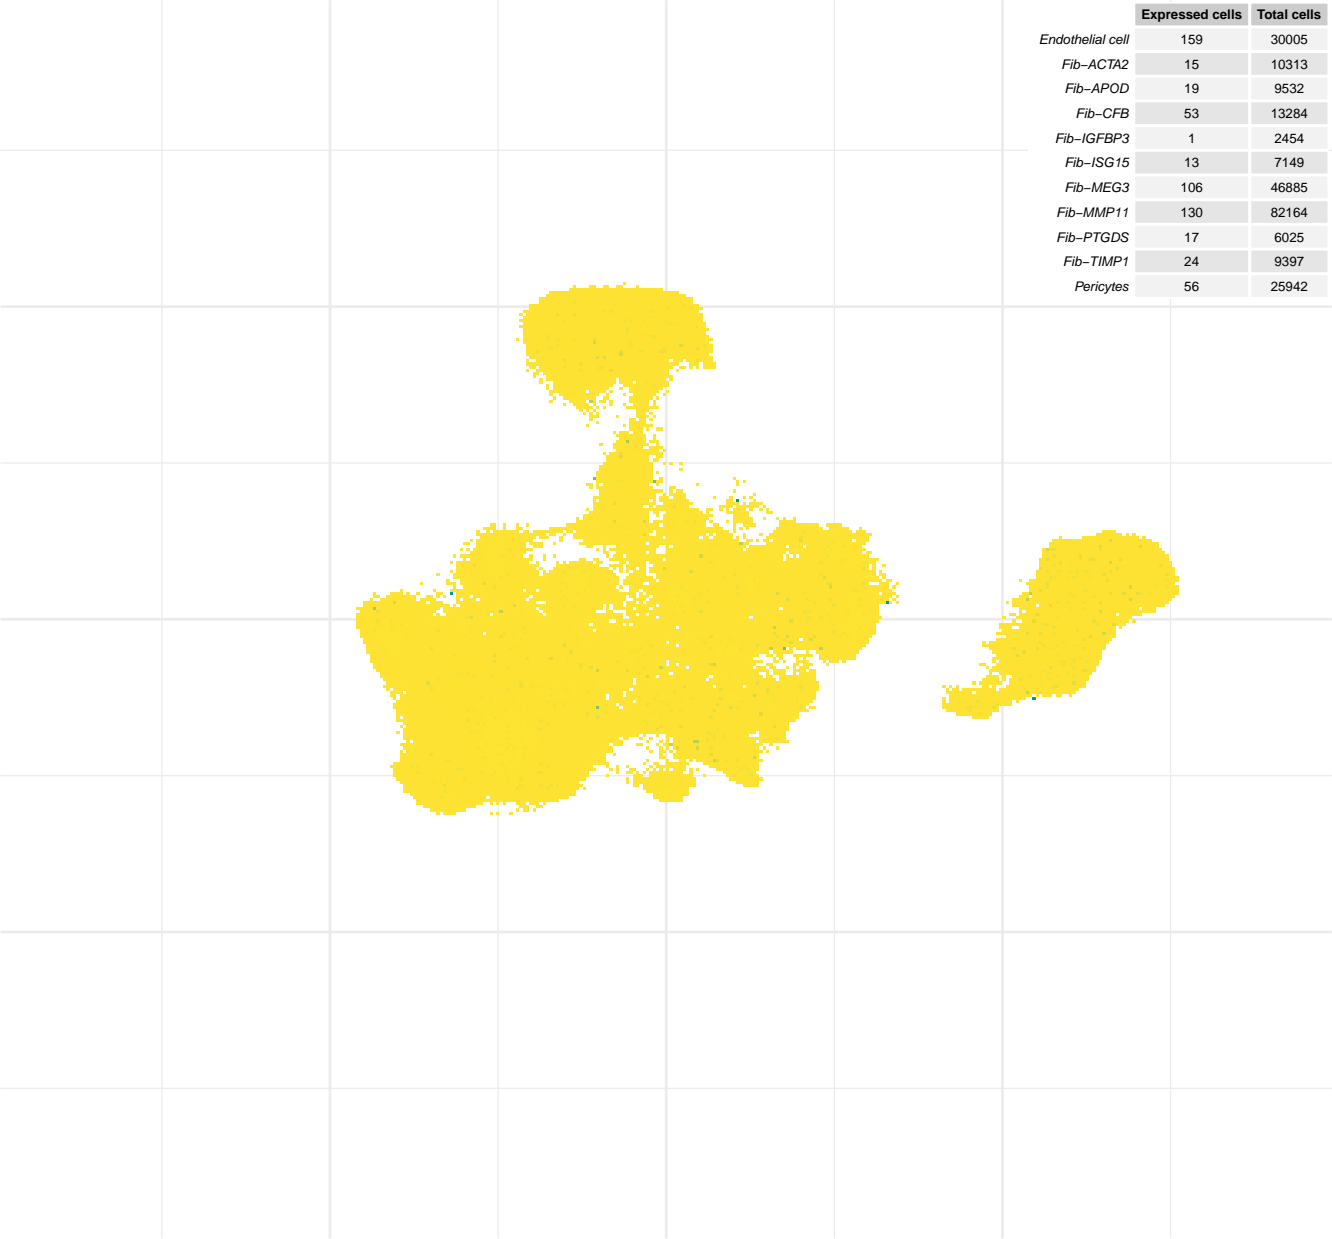 Expressed cells Total cells
Endothelial cell 159 30005
Fib−ACTA2 15 10313
Fib−APOD 19 9532
Fib−CFB 53 13284
Fib−IGFBP3 1 2454
Fib−ISG15 13 7149
Fib−MEG3 106 46885
Fib−MMP11 130 82164
Fib−PTGDS 17 6025
Fib−TIMP1 24 9397
Pericytes 56 25942